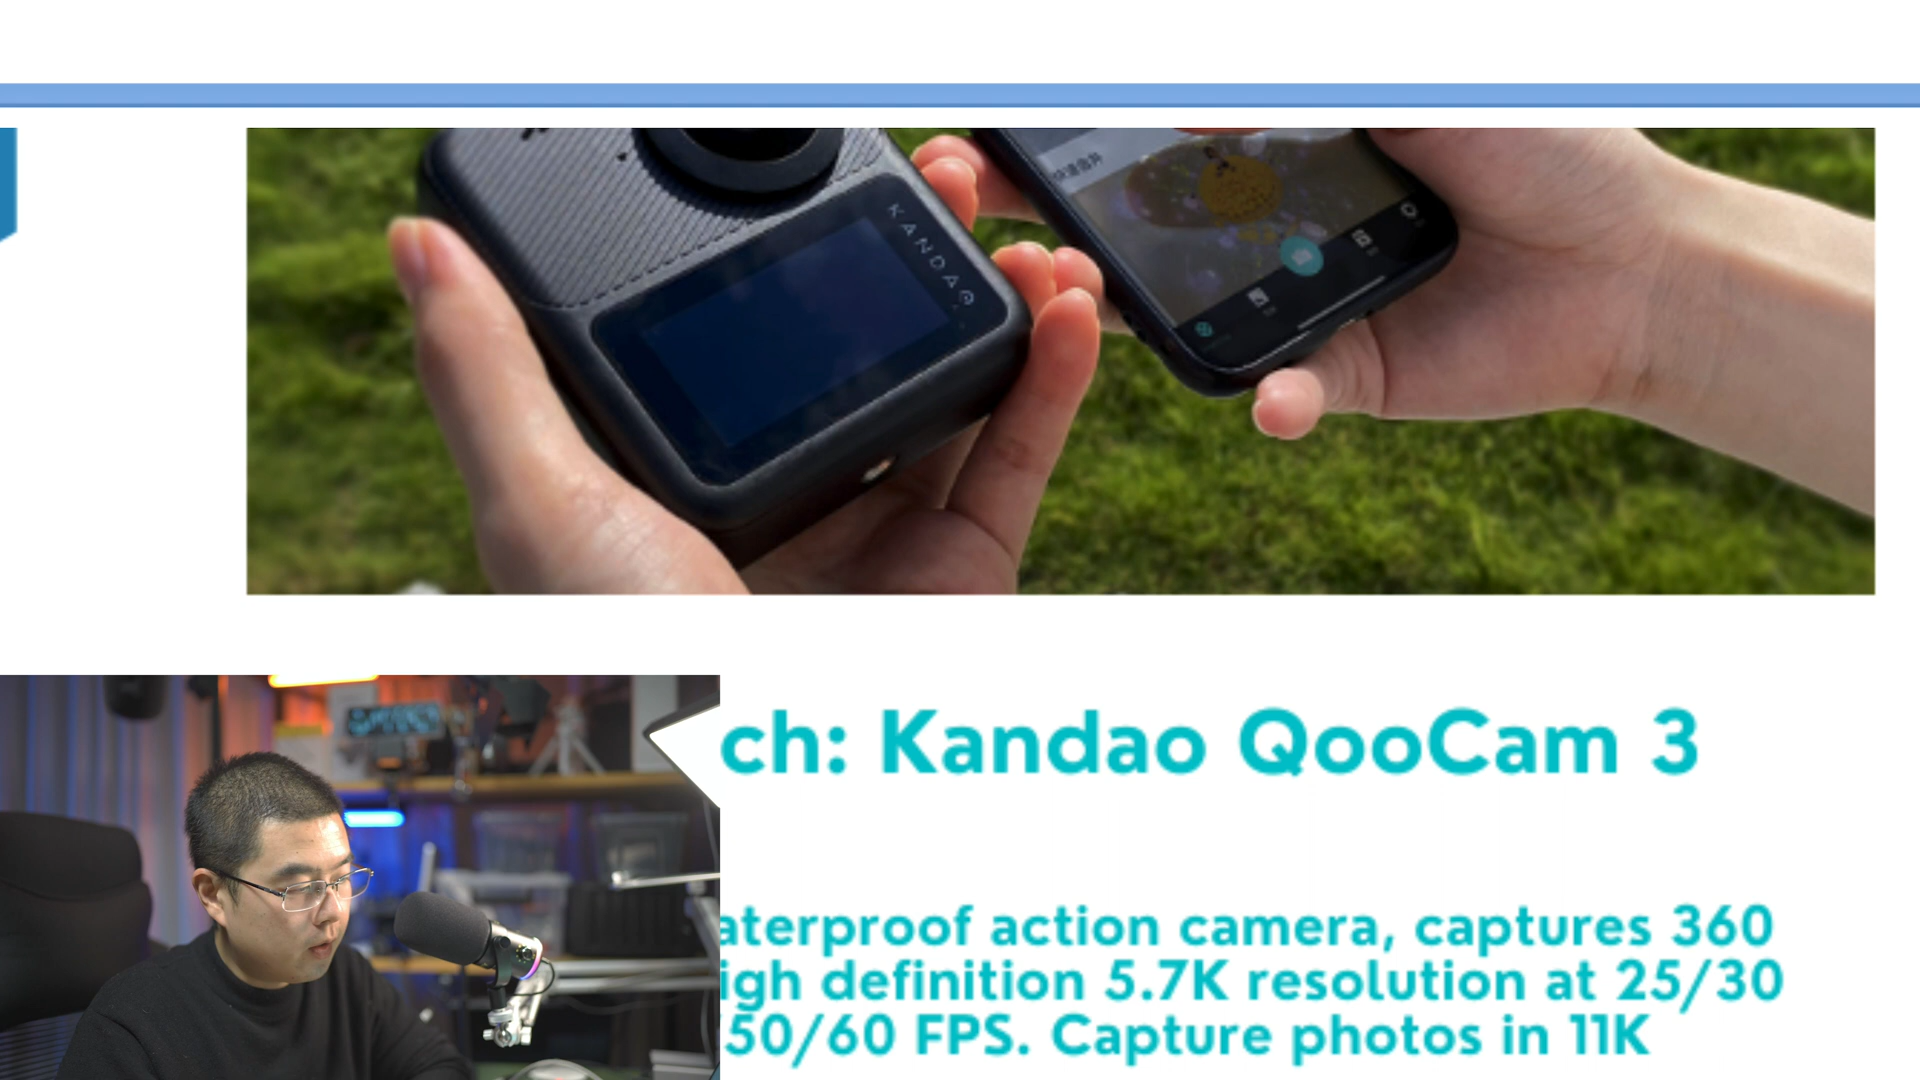 KANDAO
ch: Kandao QooCam 3
aterproof action camera, captures 360
igh definition 5.7K resolution at 25/30
50/60 FPS. Capture photos in 11K